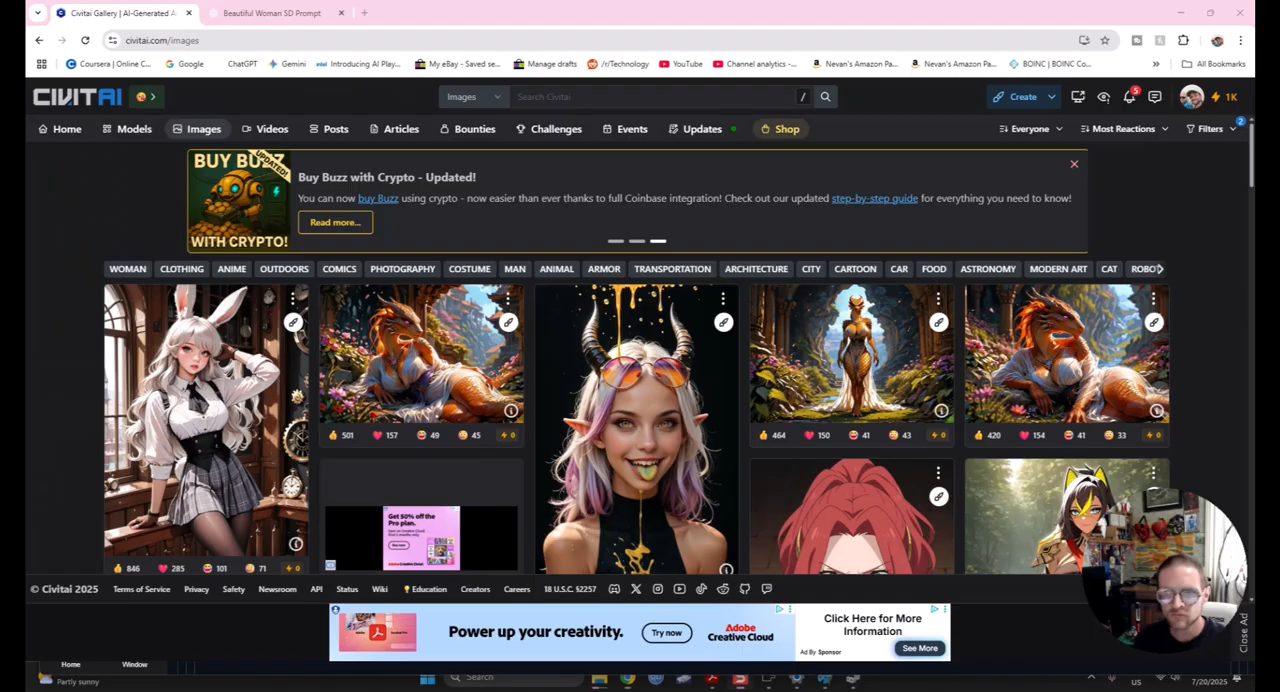 Civitai Gallery | AI-Generated A
Beautiful Woman SD Prompt
civitai.com/images
Coursera | Online C... Google ChatGPT Gemini Introducing AI Play... My eBay - Saved se... Manage drafts /r/Technology YouTube Channel analytics -... Nevan's Amazon Pa... Nevan's Amazon Pa... BOINC | BOINC Co... » All Bookmarks
CIVITAI Images Search Civitai / Create 5 1K
Home Models Images Videos Posts Articles Bounties Challenges Events Updates Shop Everyone Most Reactions Filters 2
BUY BUZZ
UPDATED!
WITH CRYPTO!
Buy Buzz with Crypto - Updated!
You can now buy Buzz using crypto - now easier than ever thanks to full Coinbase integration! Check out our updated step-by-step guide for everything you need to know!
Read more...
WOMAN CLOTHING ANIME OUTDOORS COMICS PHOTOGRAPHY COSTUME MAN ANIMAL ARMOR TRANSPORTATION ARCHITECTURE CITY CARTOON CAR FOOD ASTRONOMY MODERN ART CAT ROBOT
501 157 49 45 0
464 150 41 43 0
420 154 41 33 0
Get 50% off the
Pro plan.
846 285 101 71 0
© Civitai 2025 Terms of Service Privacy Safety Newsroom API Status Wiki Education Creators Careers 18 U.S.C. §2257
Power up your creativity.
Try now
Adobe
Creative Cloud
Click Here for More
Information
Ad By Sponsor
See More
Close Ad
Home Window
Partly sunny
Search
US
7/20/2025